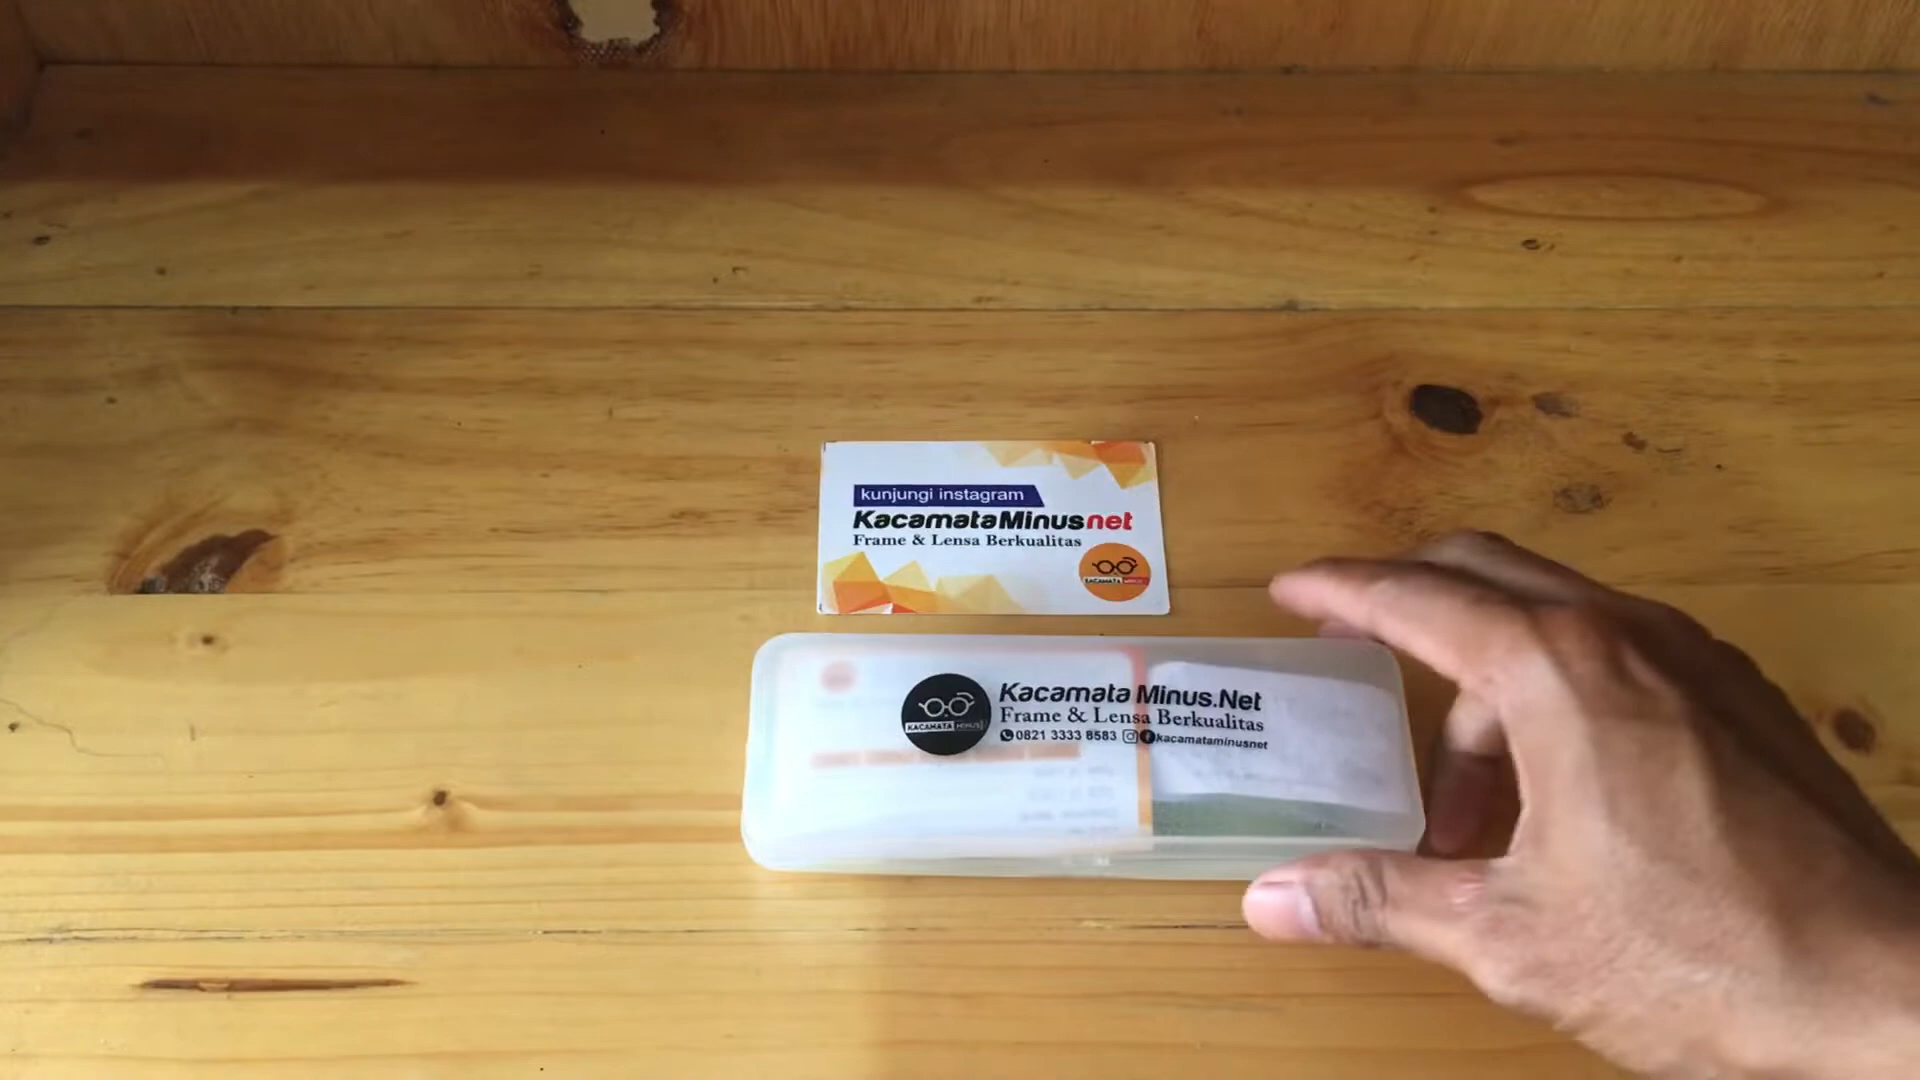 kunjungi instagram
KacamataMinusnet
Frame & Lensa Berkualitas
KACAMATA MINUS
Kacamata Minus.Net
Frame & Lensa Berkualitas
KACAMATA MINUS
0821 3333 8583 kacamataminusnet